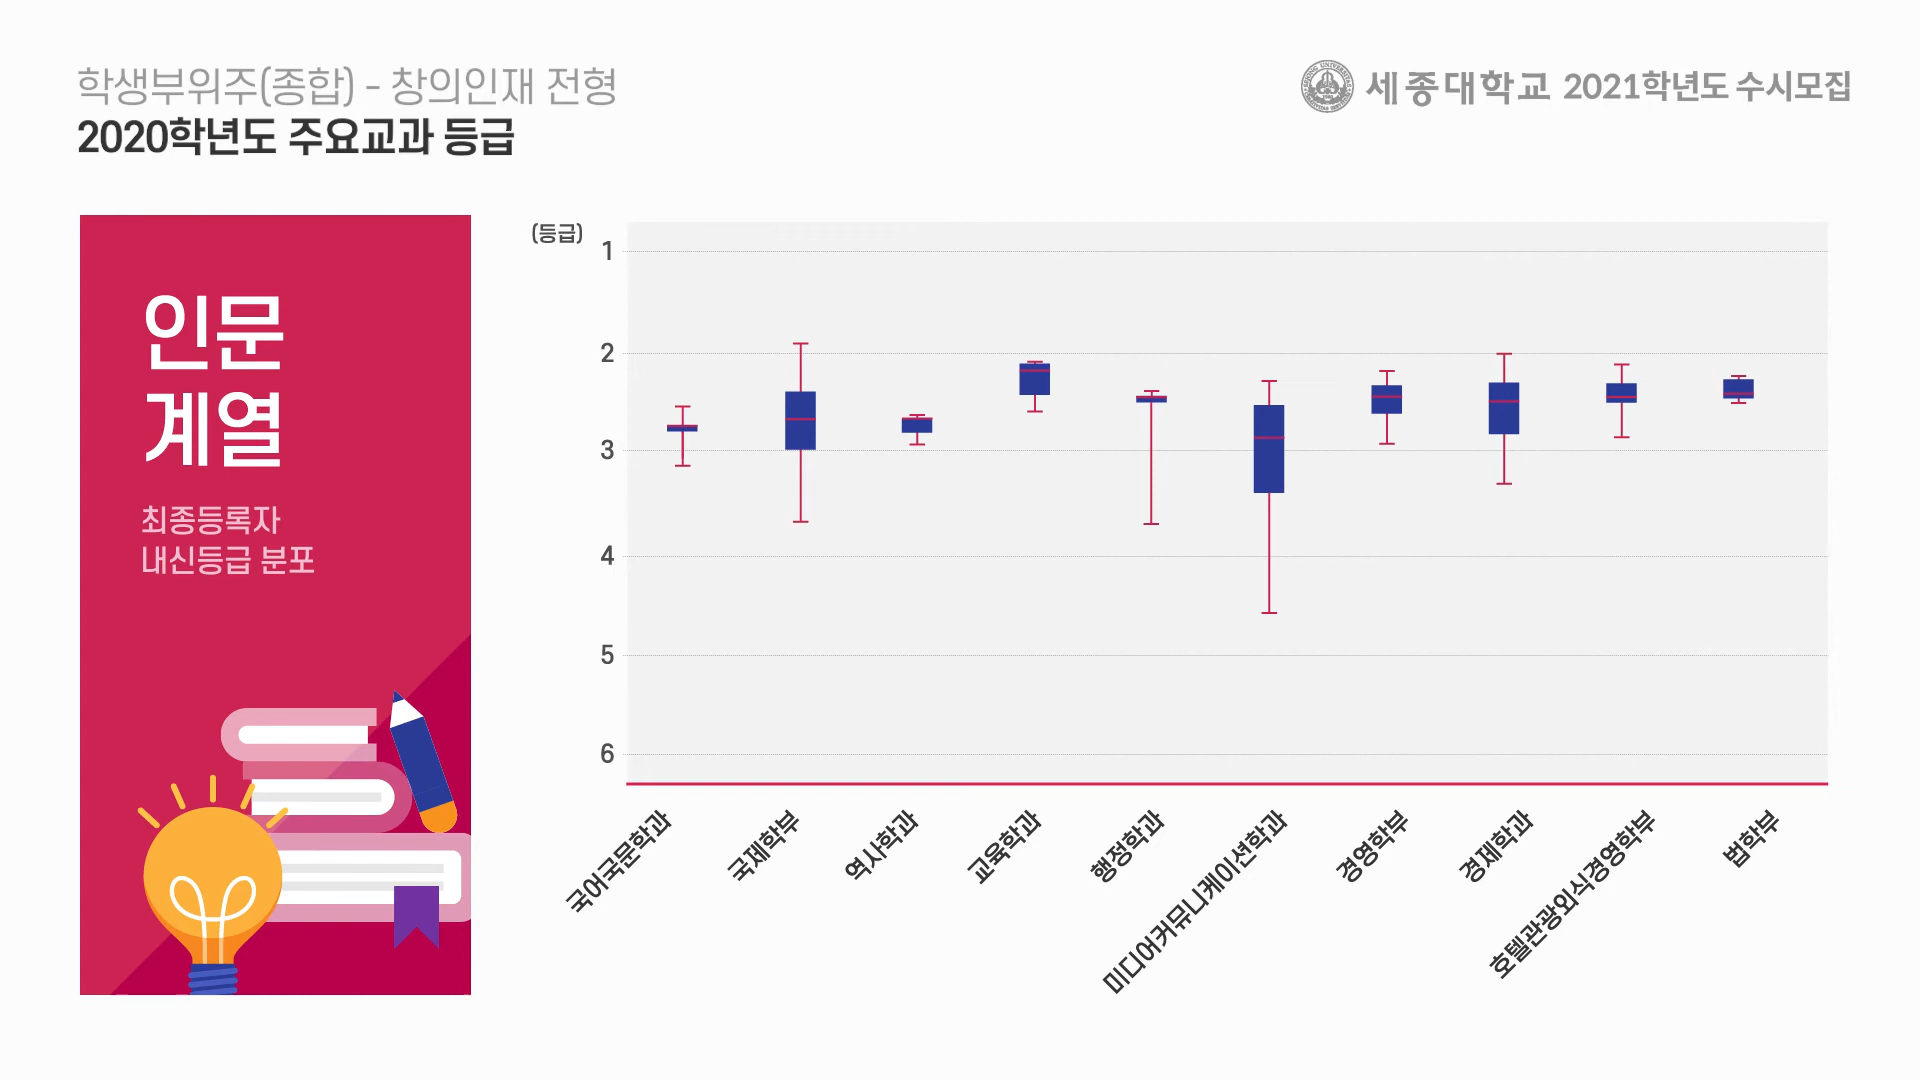 학생부위주(종합) - 창의인재 전형
2020학년도 주요교과 등급
세종대학교 2021학년도 수시모집
인문
계열
최종등록자
내신등급 분포
(등급)
1
2
3
4
5
6
국어국문학과
국제학부
역사학과
교육학과
행정학과
미디어커뮤니케이션학과
경영학부
경제학과
호텔관광외식경영학부
법학부